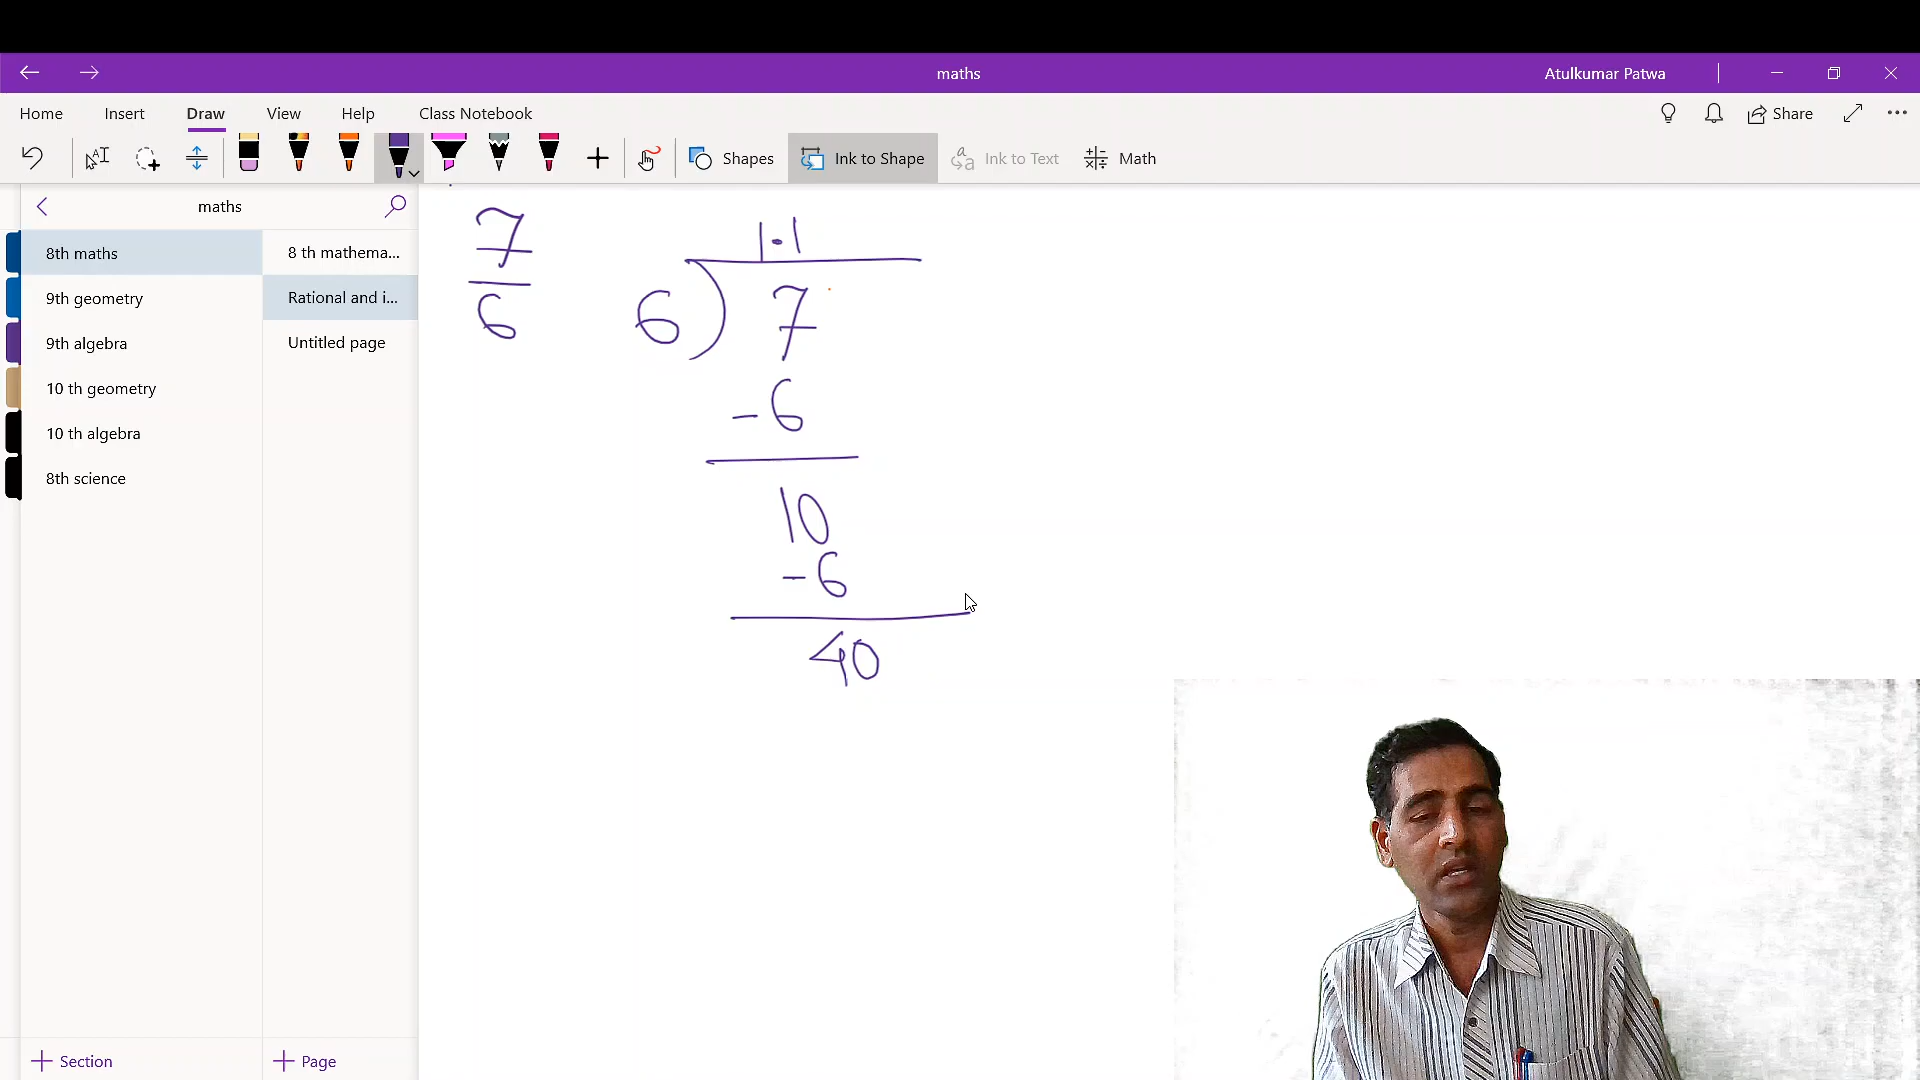 maths
Atulkumar Patwa
Home Insert Draw View Help Class Notebook
Share
Shapes Ink to Shape Ink to Text Math
maths
8th maths
9th geometry
9th algebra
10 th geometry
10 th algebra
8th science
8 th mathema...
Rational and i...
Untitled page
7
6
1.1
6 ) 7
- 6
10
- 6
40
+ Section
+ Page